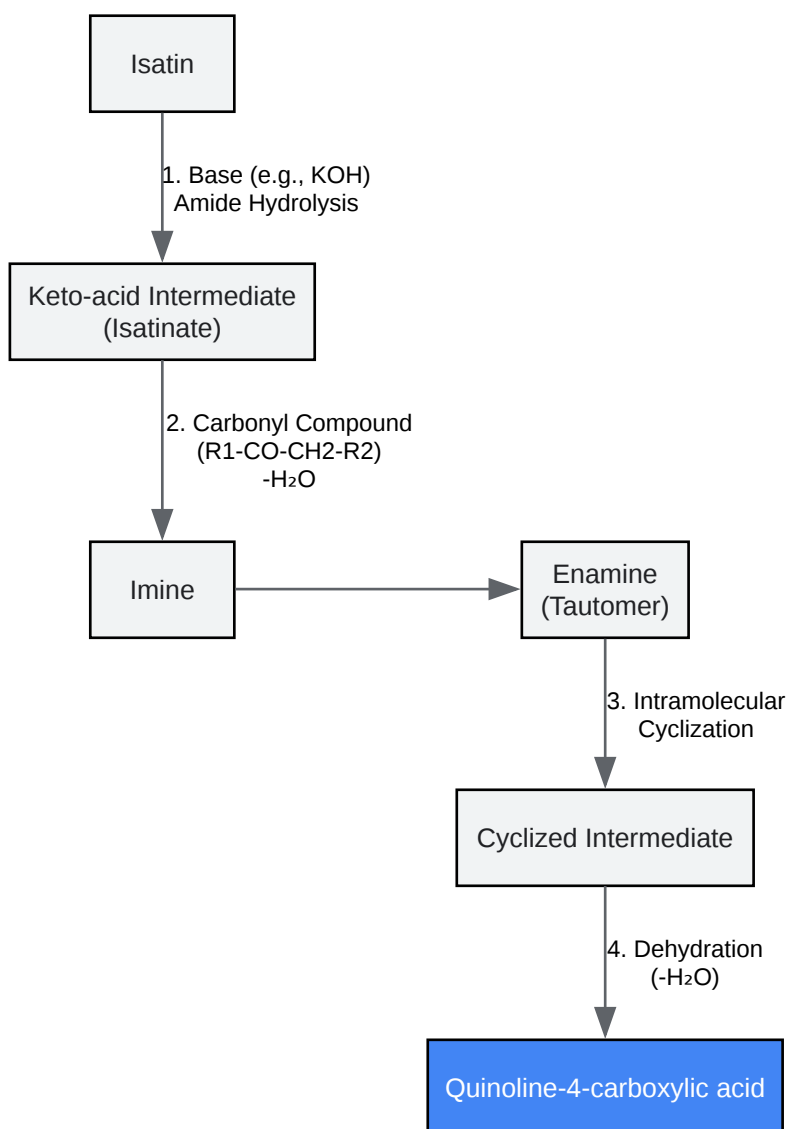 Isatin
1. Base (e.g., KOH)
Amide Hydrolysis
Keto-acid Intermediate
(Isatinate)
2. Carbonyl Compound
(R1-CO-CH2-R2)
-H₂O
Imine
Enamine
(Tautomer)
3. Intramolecular
Cyclization
Cyclized Intermediate
4. Dehydration
(-H₂O)
Quinoline-4-carboxylic acid